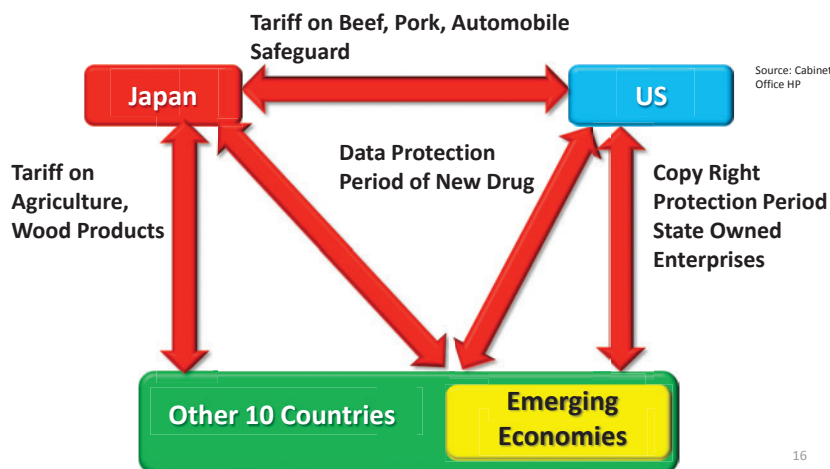 Tariff on Beef, Pork, Automobile
Safeguard
Source: Cabinet
Office HP
Japan
US
Tariff on
Agriculture,
Wood Products
Data Protection
Period of New Drug
Copy Right
Protection Period
State Owned
Enterprises
Other 10 Countries
Emerging
Economies
16